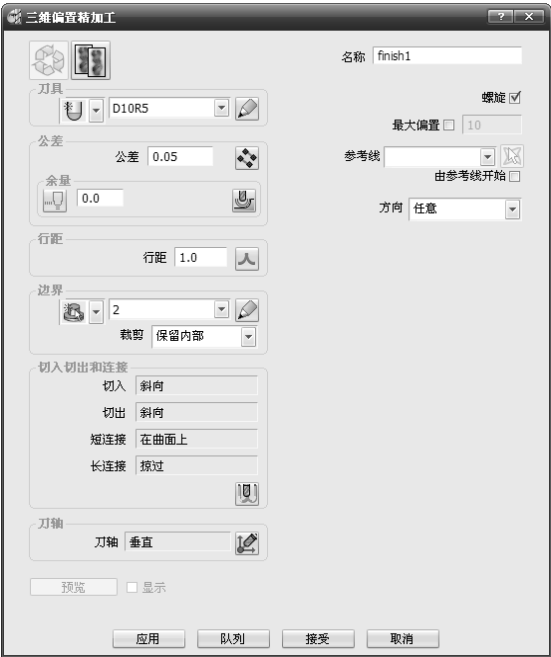 三维偏置精加工
名称 finish1
刀具
D10R5
螺旋
最大偏置 10
公差
公差 0.05
参考线
由参考线开始
余量
0.0
方向 任意
行距
行距 1.0
边界
2
裁剪 保留内部
切入切出和连接
切入 斜向
切出 斜向
短连接 在曲面上
长连接 掠过
刀轴
刀轴 垂直
预览 显示
应用 队列 接受 取消